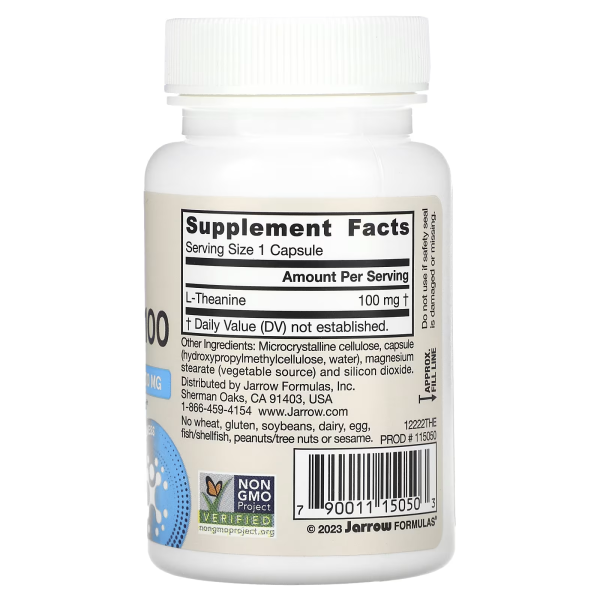 Supplement Facts
Serving Size 1 Capsule
Amount Per Serving
L-Theanine 100 mg †
† Daily Value (DV) not established.
Other Ingredients: Microcrystalline cellulose, capsule
(hydroxypropylmethylcellulose, water), magnesium
stearate (vegetable source) and silicon dioxide.
Distributed by Jarrow Formulas, Inc.
Sherman Oaks, CA 91403, USA
1-866-459-4154 www.Jarrow.com
No wheat, gluten, soybeans, dairy, egg,
fish/shellfish, peanuts/tree nuts or sesame.
12222THE
PROD # 115050
Do not use if safety seal
is damaged or missing.
APPROX.
FILL LINE
00
MG
NON
GMO
Project
VERIFIED
nongmoproject.org
7 90011 15050 3
© 2023 Jarrow FORMULAS®